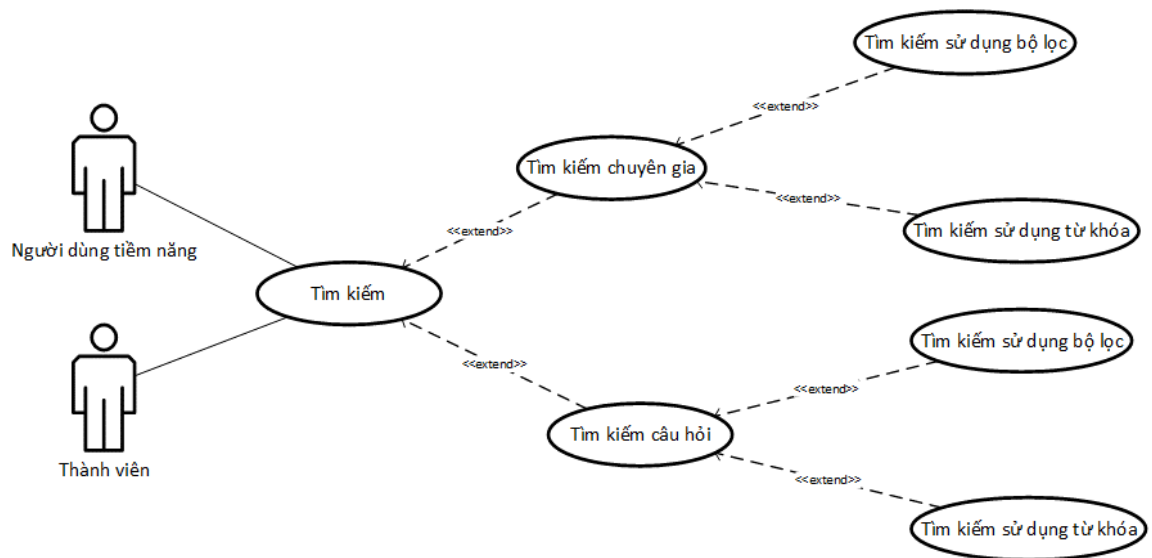 Tìm kiếm sử dụng bộ lọc
<<extend>>
Tìm kiếm chuyên gia
<<extend>>
Tìm kiếm sử dụng từ khóa
<<extend>>
Người dùng tiềm năng
Tìm kiếm
Tìm kiếm sử dụng bộ lọc
<<extend>>
<<extend>>
Tìm kiếm câu hỏi
Thành viên
<<extend>>
Tìm kiếm sử dụng từ khóa